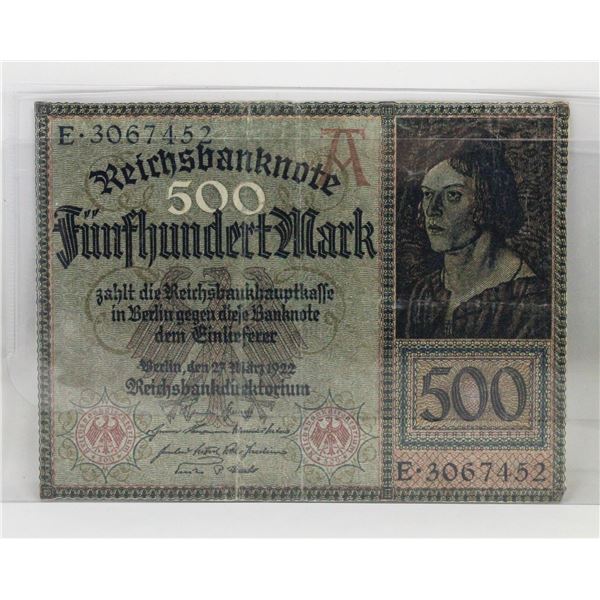 E·3067452
A
Reichsbanknote
500
Fünfhundert Mark
zahlt die Reichsbankhauptkasse
in Berlin gegen diese Banknote
dem Einlieferer
Berlin, den 27. März 1922
Reichsbankdirektorium
500
E·3067452